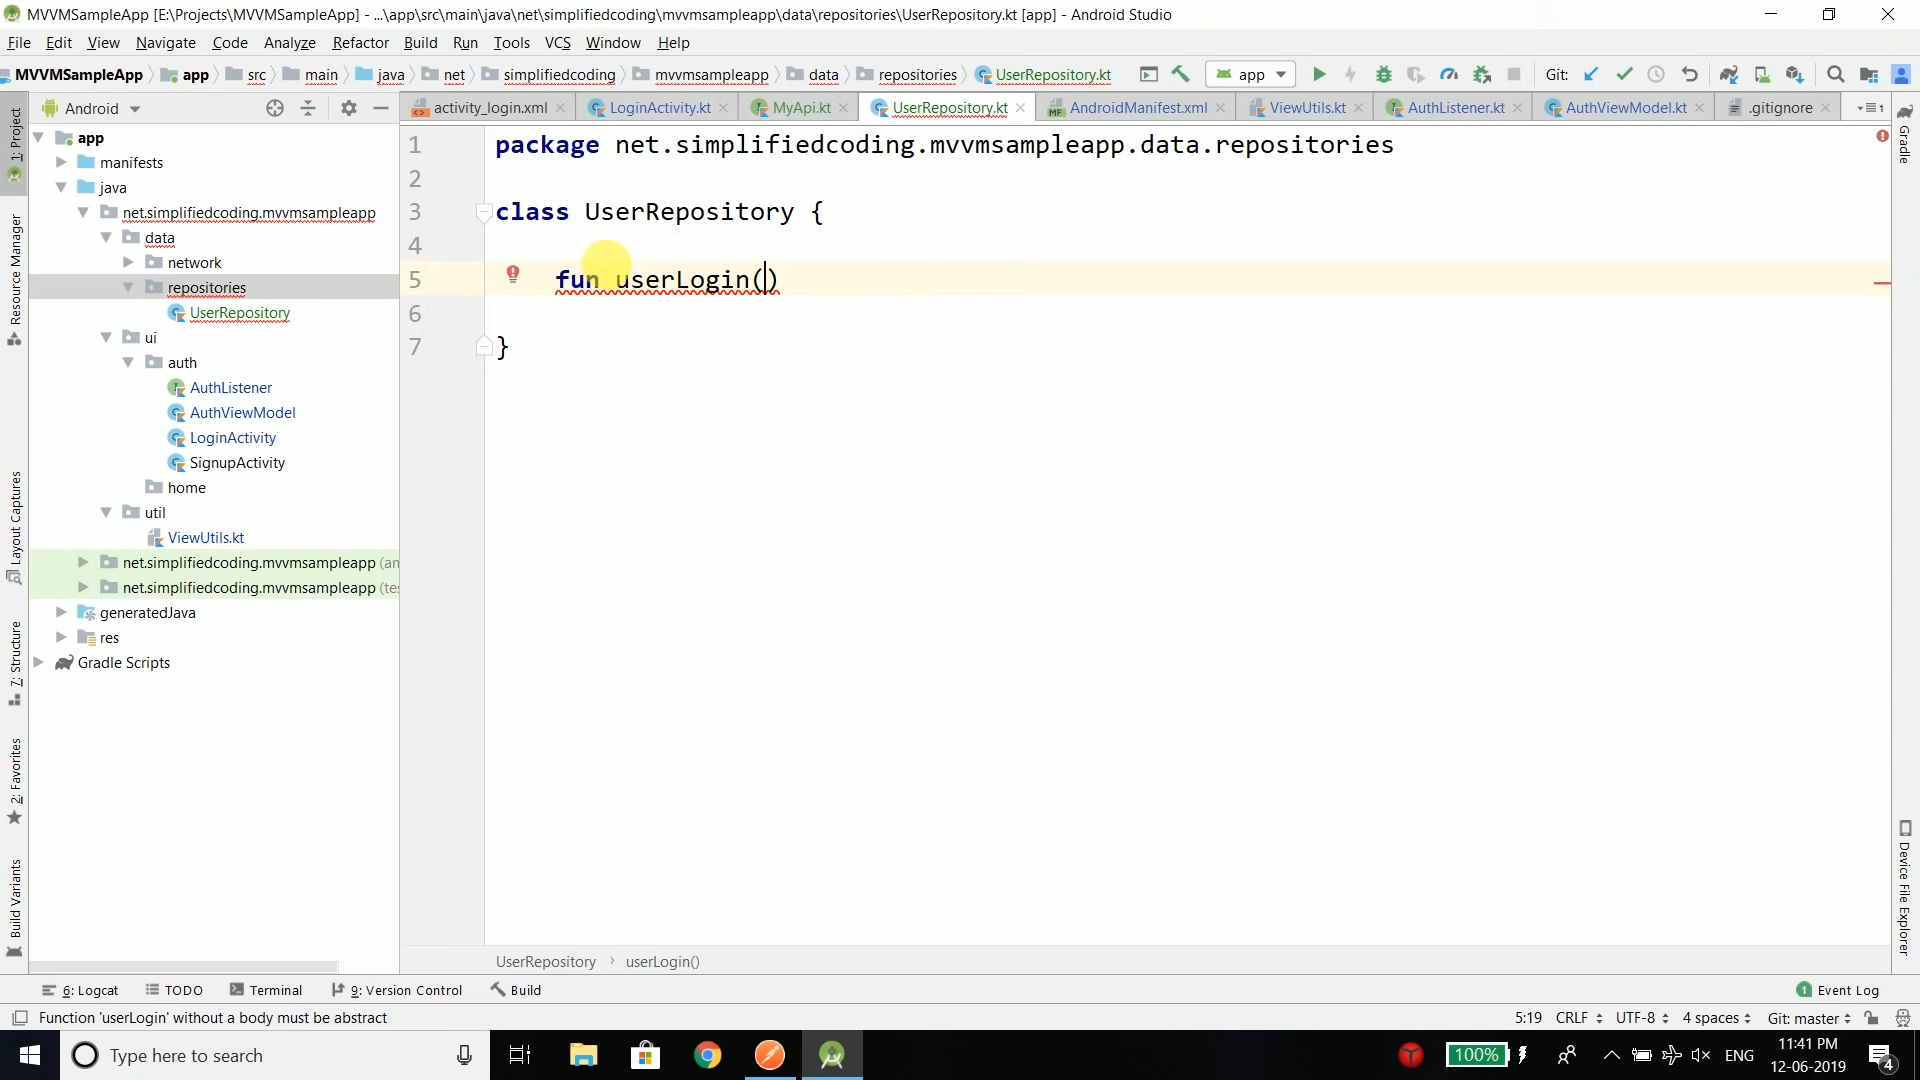 MVVMSampleApp [E:\Projects\MVVMSampleApp] - ...\app\src\main\java\net\simplifiedcoding\mvvmsampleapp\data\repositories\UserRepository.kt [app] - Android Studio
File Edit View Navigate Code Analyze Refactor Build Run Tools VCS Window Help
MVVMSampleApp app src main java net simplifiedcoding mvvmsampleapp data repositories UserRepository.kt app Git:
Android
activity_login.xml LoginActivity.kt MyApi.kt UserRepository.kt AndroidManifest.xml ViewUtils.kt AuthListener.kt AuthViewModel.kt .gitignore 1
1: Project
Resource Manager
Layout Captures
7: Structure
2: Favorites
Build Variants
app
manifests
java
net.simplifiedcoding.mvvmsampleapp
data
network
repositories
UserRepository
ui
auth
AuthListener
AuthViewModel
LoginActivity
SignupActivity
home
util
ViewUtils.kt
net.simplifiedcoding.mvvmsampleapp (an
net.simplifiedcoding.mvvmsampleapp (te
generatedJava
res
Gradle Scripts
1 package net.simplifiedcoding.mvvmsampleapp.data.repositories
2
3 class UserRepository {
4
5 fun userLogin()
6
7 }
Gradle
Device File Explorer
UserRepository userLogin()
6: Logcat TODO Terminal 9: Version Control Build 1 Event Log
Function 'userLogin' without a body must be abstract 5:19 CRLF UTF-8 4 spaces Git: master
Type here to search 100% ENG 11:41 PM
12-06-2019 4